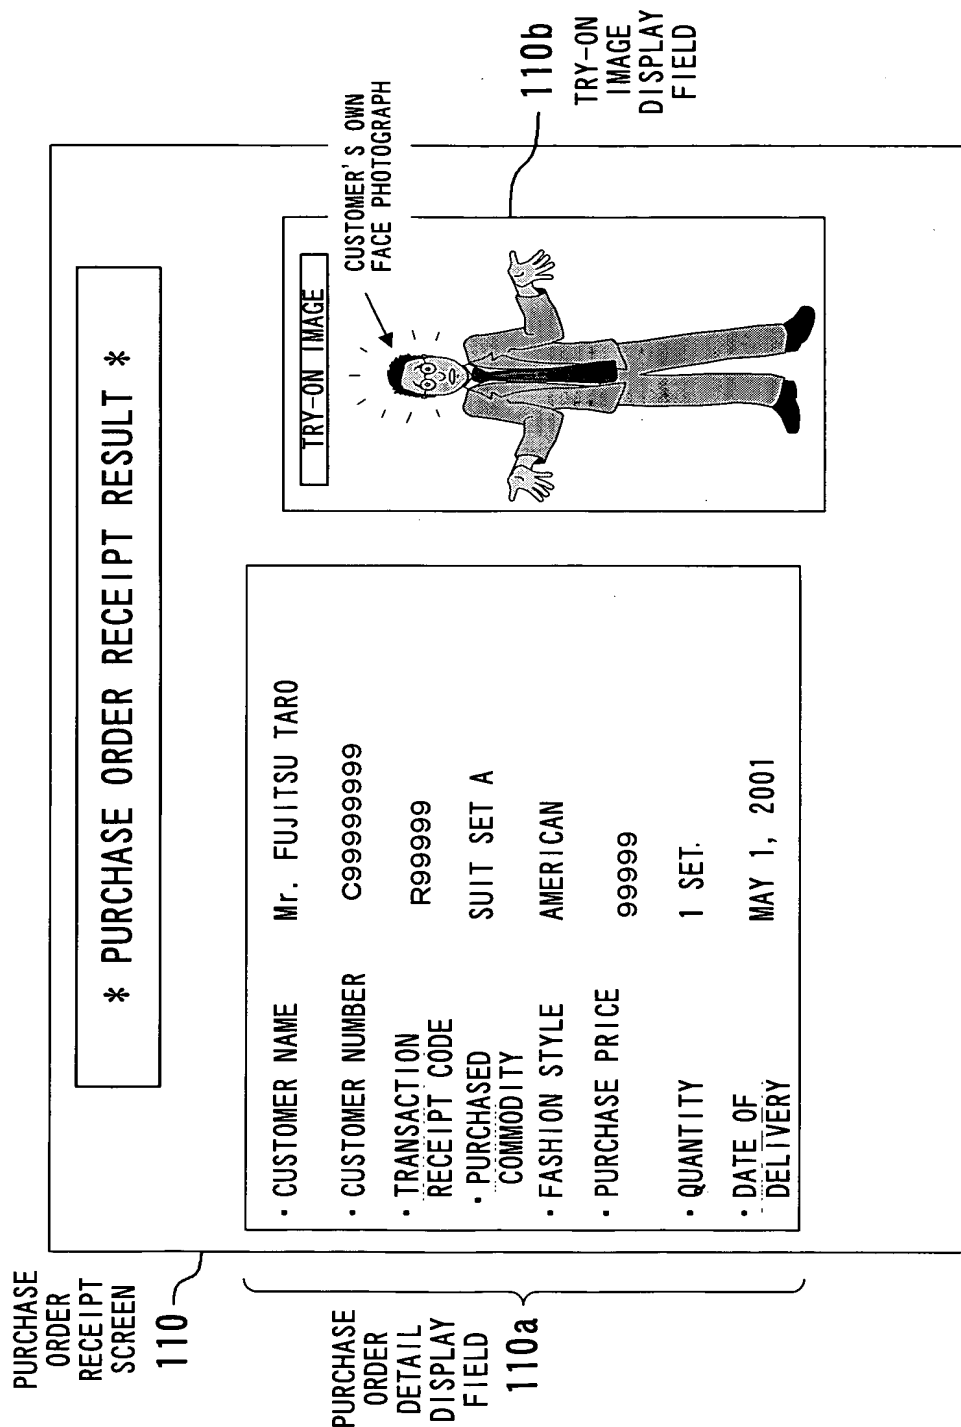 PURCHASE
ORDER
RECEIPT
SCREEN
110
* PURCHASE ORDER RECEIPT RESULT *
PURCHASE
ORDER
DETAIL
DISPLAY
FIELD
110a
・CUSTOMER NAME Mr. FUJITSU TARO
・CUSTOMER NUMBER C99999999
・TRANSACTION
RECEIPT CODE R99999
・PURCHASED
COMMODITY SUIT SET A
・FASHION STYLE AMERICAN
・PURCHASE PRICE 99999
・QUANTITY 1 SET.
・DATE OF
DELIVERY MAY 1, 2001
TRY-ON IMAGE
CUSTOMER'S OWN
FACE PHOTOGRAPH
110b
TRY-ON
IMAGE
DISPLAY
FIELD